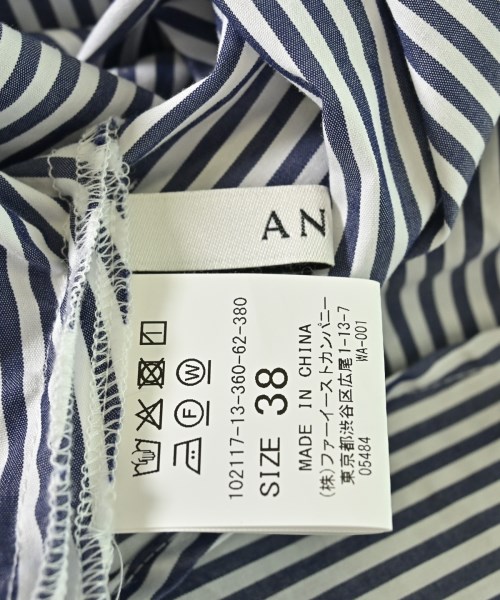 AN
F W
102117-13-360-62-380
SIZE 38
MADE IN CHINA
(株)ファーイーストカンパニー
東京都渋谷区広尾1-13-7
05484 WA-001